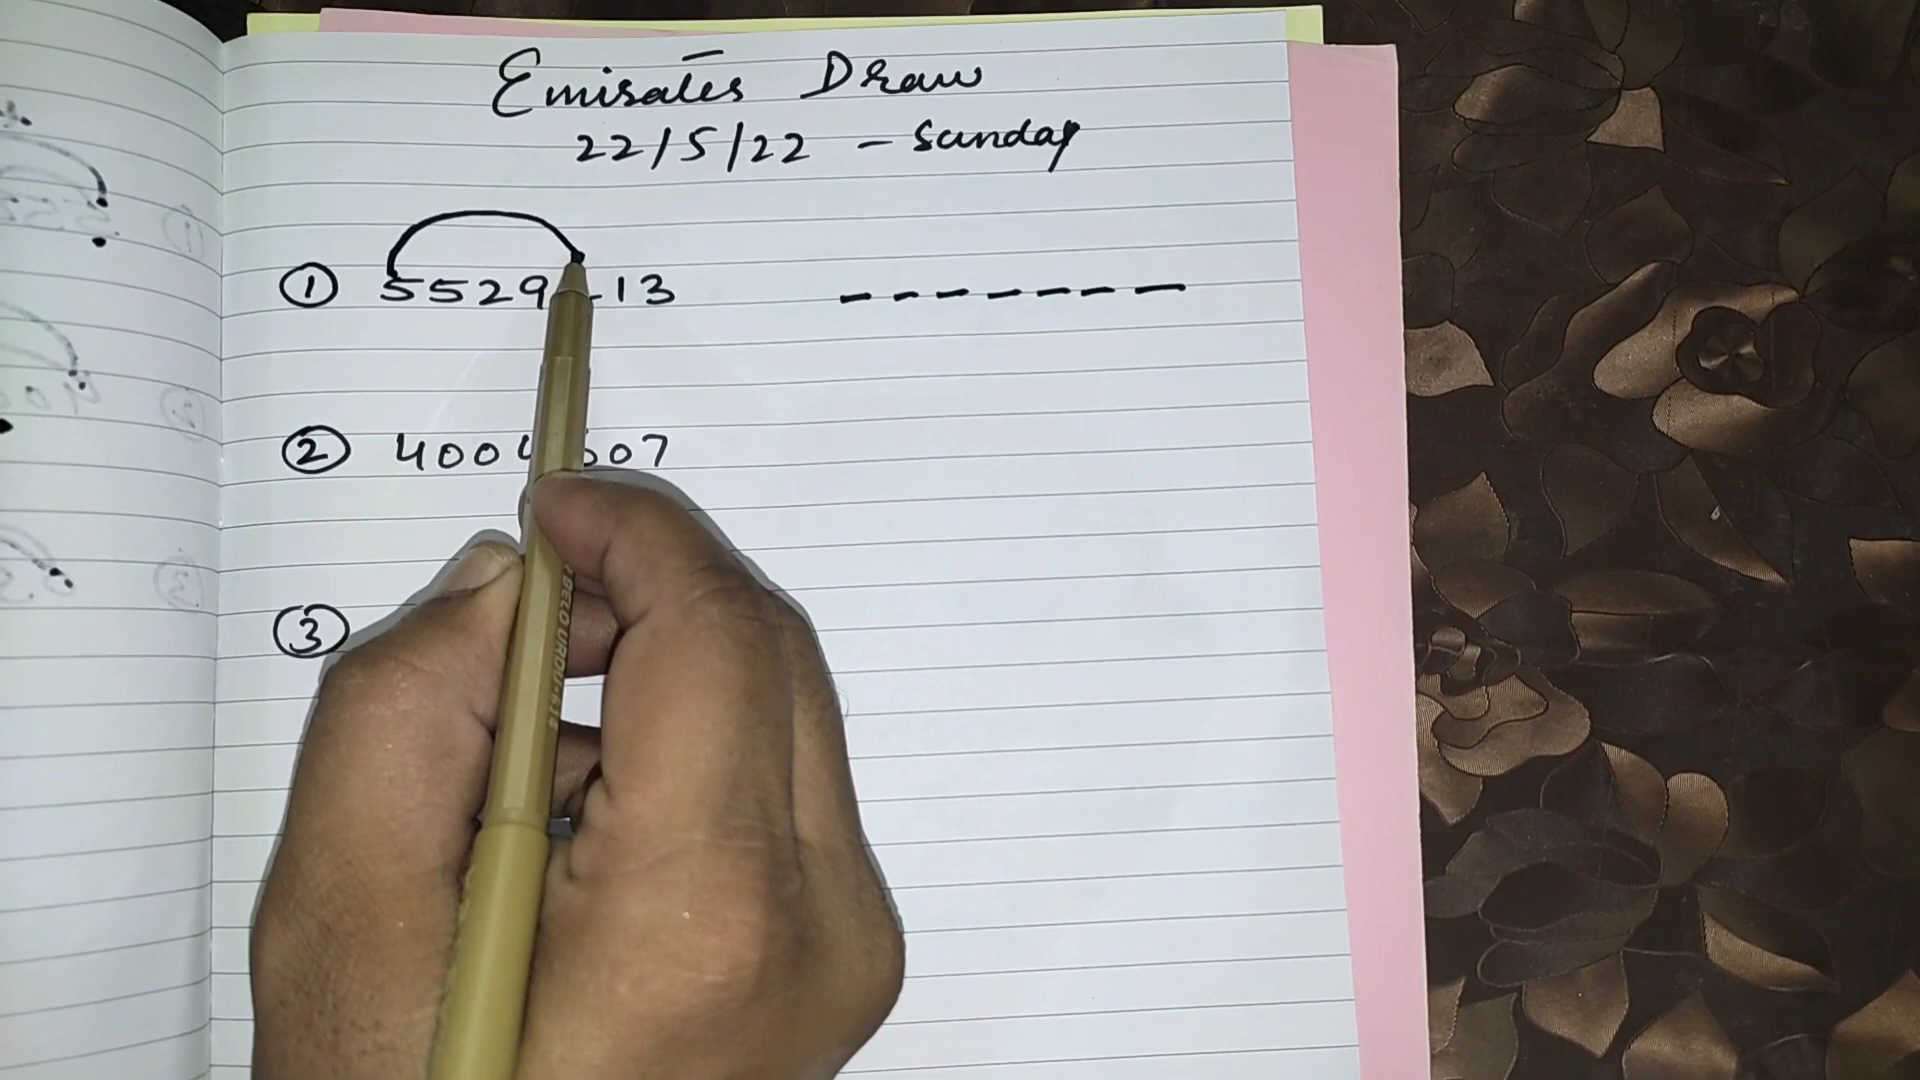 Emirates Draw
22/5/22 - Sunday
① 5529 13
② 400 07
③